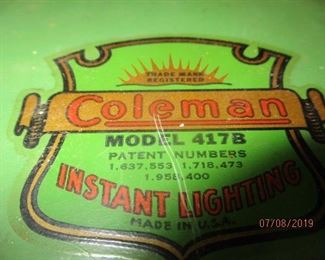 TRADE MARK
REGISTERED
Coleman
MODEL 417B
PATENT NUMBERS
1,637,553 1,718,473
1,958,400
INSTANT LIGHTING
MADE IN U.S.A.
07/08/2019